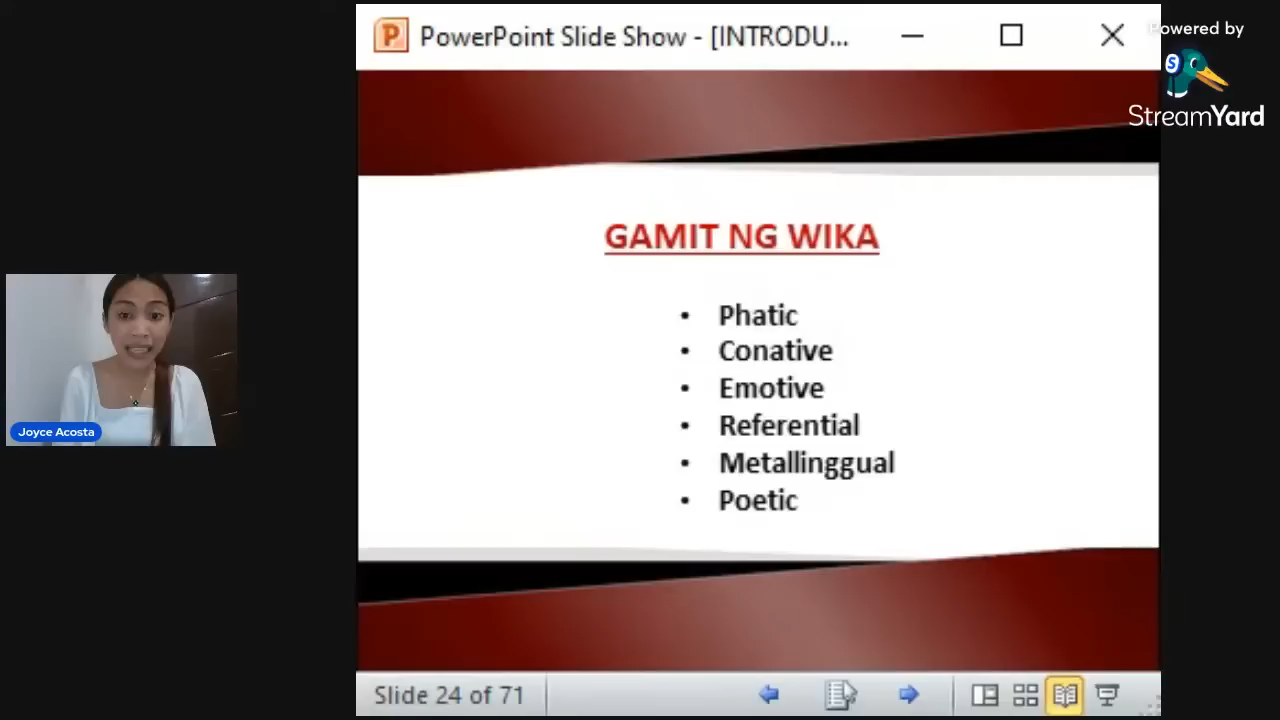 PowerPoint Slide Show - [INTRODU...
Powered by
StreamYard
GAMIT NG WIKA
• Phatic
• Conative
• Emotive
• Referential
• Metallinggual
• Poetic
Joyce Acosta
Slide 24 of 71